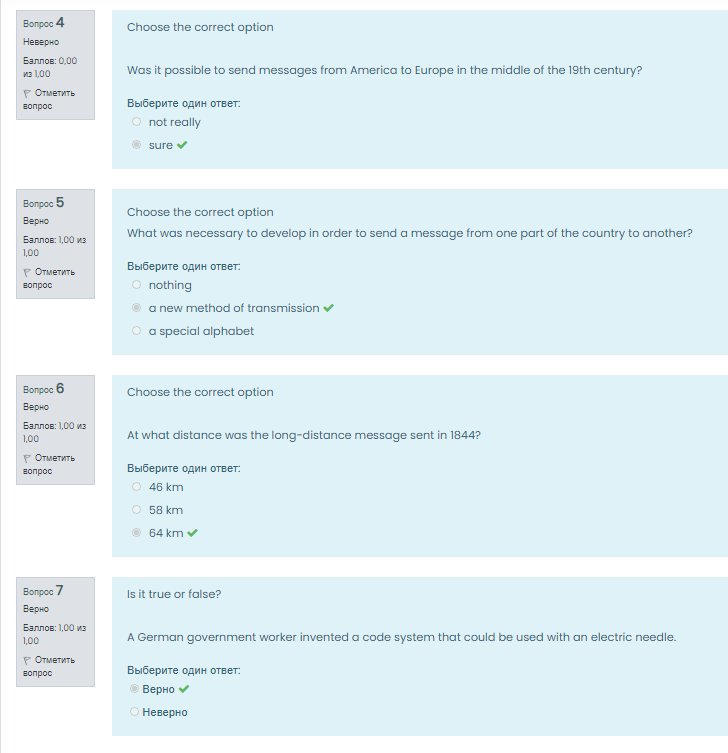 Вопрос 4
Неверно
Баллов: 0,00
из 1,00
Отметить
вопрос
Choose the correct option
Was it possible to send messages from America to Europe in the middle of the 19th century?
Выберите один ответ:
not really
sure
Вопрос 5
Верно
Баллов: 1,00 из
1,00
Отметить
вопрос
Choose the correct option
What was necessary to develop in order to send a message from one part of the country to another?
Выберите один ответ:
nothing
a new method of transmission
a special alphabet
Вопрос 6
Верно
Баллов: 1,00 из
1,00
Отметить
вопрос
Choose the correct option
At what distance was the long-distance message sent in 1844?
Выберите один ответ:
46 km
58 km
64 km
Вопрос 7
Верно
Баллов: 1,00 из
1,00
Отметить
вопрос
Is it true or false?
A German government worker invented a code system that could be used with an electric needle.
Выберите один ответ:
Верно
Неверно